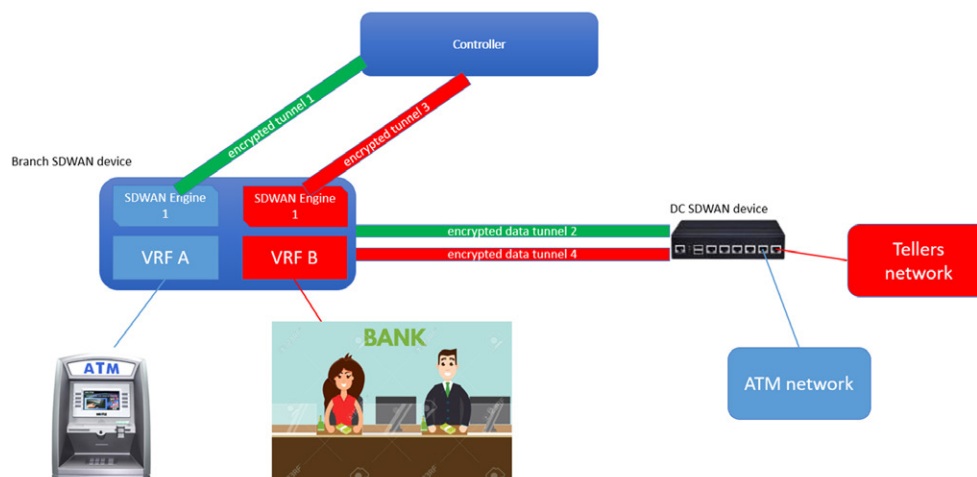 Controller
encrypted tunnel 1
encrypted tunnel 3
Branch SDWAN device
SDWAN Engine
1
SDWAN Engine
1
VRF A
VRF B
encrypted data tunnel 2
encrypted data tunnel 4
DC SDWAN device
Tellers
network
ATM network
ATM
BANK